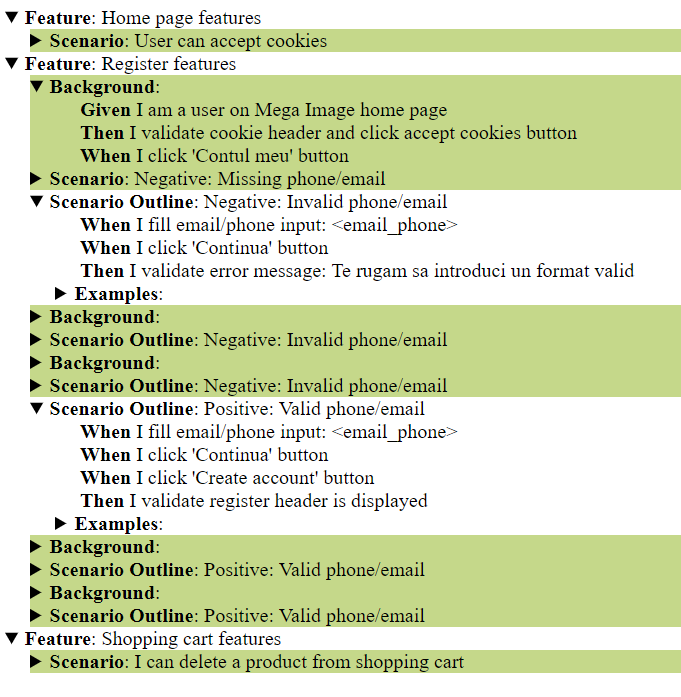 Feature: Home page features
Scenario: User can accept cookies
Feature: Register features
Background:
Given I am a user on Mega Image home page
Then I validate cookie header and click accept cookies button
When I click 'Contul meu' button
Scenario: Negative: Missing phone/email
Scenario Outline: Negative: Invalid phone/email
When I fill email/phone input: <email_phone>
When I click 'Continua' button
Then I validate error message: Te rugam sa introduci un format valid
Examples:
Background:
Scenario Outline: Negative: Invalid phone/email
Background:
Scenario Outline: Negative: Invalid phone/email
Scenario Outline: Positive: Valid phone/email
When I fill email/phone input: <email_phone>
When I click 'Continua' button
When I click 'Create account' button
Then I validate register header is displayed
Examples:
Background:
Scenario Outline: Positive: Valid phone/email
Background:
Scenario Outline: Positive: Valid phone/email
Feature: Shopping cart features
Scenario: I can delete a product from shopping cart